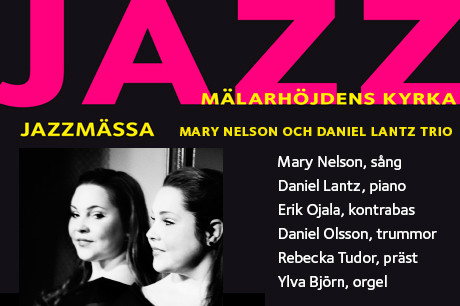 JAZZ
MÄLARHÖJDENS KYRKA
JAZZMÄSSA
MARY NELSON OCH DANIEL LANTZ TRIO
Mary Nelson, sång
Daniel Lantz, piano
Erik Ojala, kontrabas
Daniel Olsson, trummor
Rebecka Tudor, präst
Ylva Björn, orgel